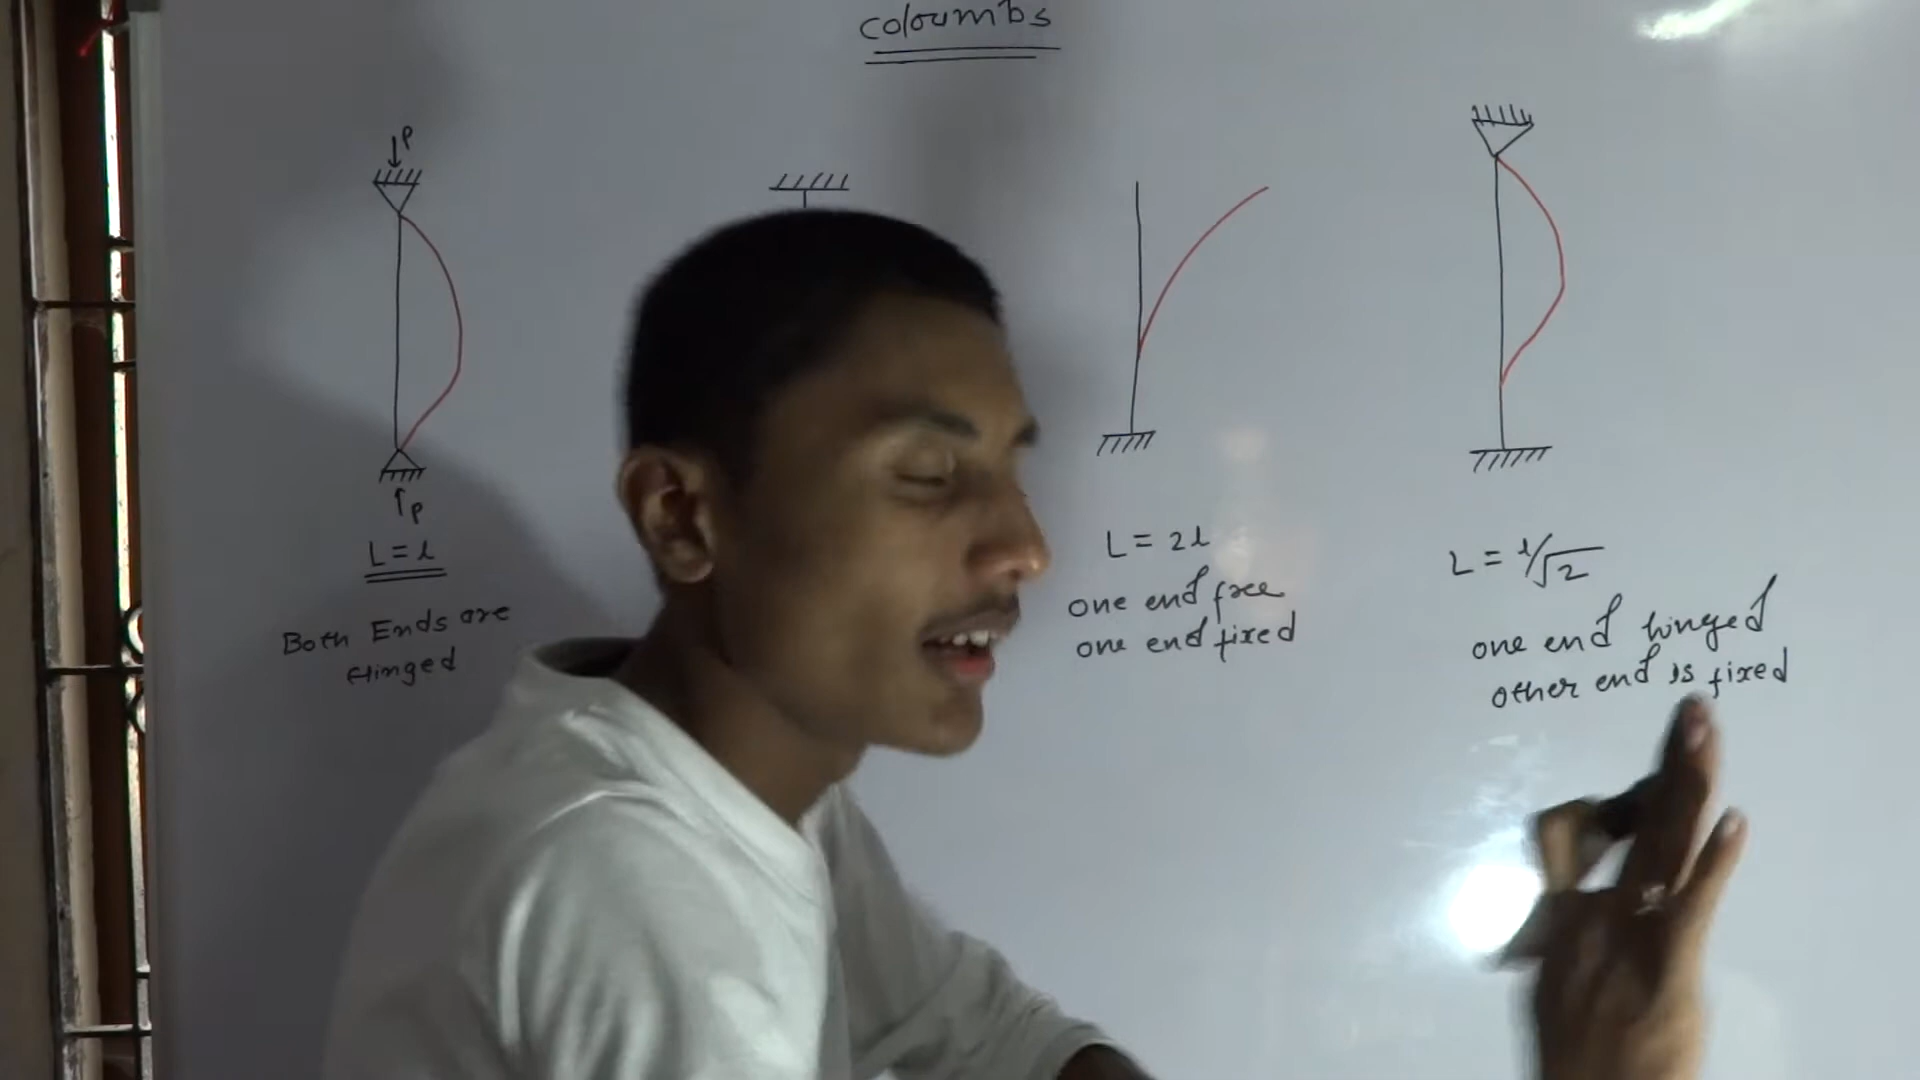 coloumbs
P
P
L = l
Both Ends are
Hinged
L = 2l
one end free
one end fixed
L = l/√2
one end hinged
other end is fixed